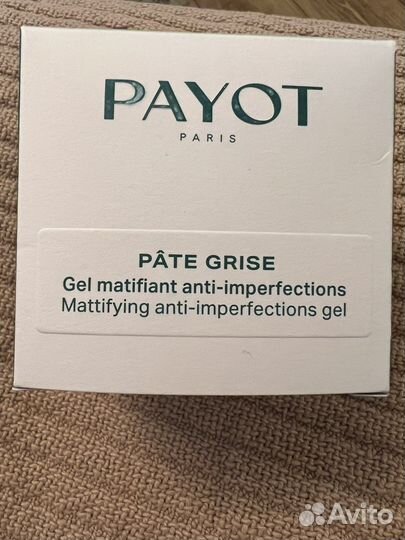 PAYOT
PARIS
PÂTE GRISE
Gel matifiant anti-imperfections
Mattifying anti-imperfections gel
Avito